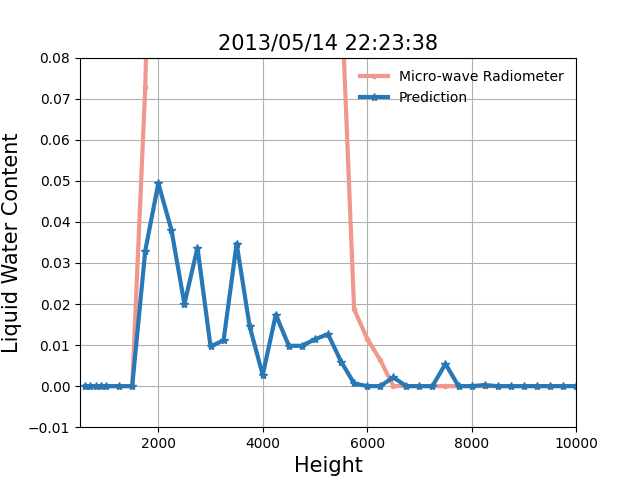 2013/05/14 22:23:38
0.08
0.07
0.06
0.05
0.04
0.03
0.02
0.01
0.00
−0.01
Liquid Water Content
Micro-wave Radiometer
Prediction
2000 4000 6000 8000 10000
Height